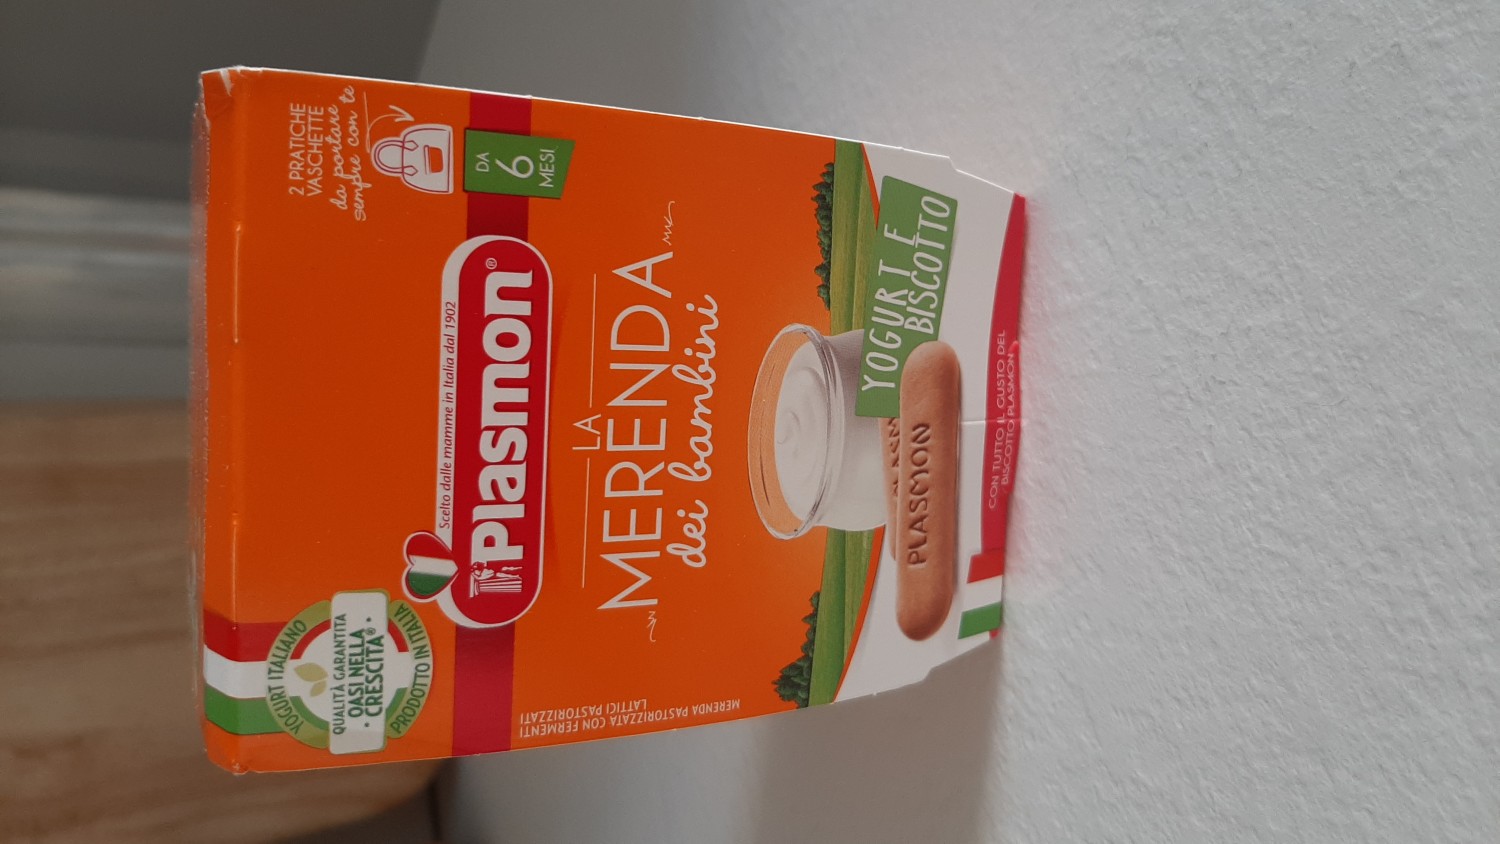 YOGURT ITALIANO
QUALITÀ GARANTITA
OASI NELLA
• CRESCITA® •
PRODOTTO IN ITALIA
2 PRATICHE
VASCHETTE
da portare
sempre con te
DA
6
MESI
Scelto dalle mamme in Italia dal 1902
Plasmon®
LA
MERENDA
dei bambini
MERENDA PASTORIZZATA CON FERMENTI
LATTICI PASTORIZZATI
YOGURT E
BISCOTTO
PLASMON
CON TUTTO IL GUSTO DEL
BISCOTTO PLASMON